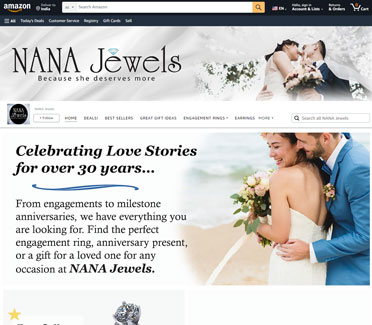 amazon
Deliver to
India
All
Search Amazon
EN
Hello, sign in
Account & Lists
Returns
& Orders
Cart
All Today's Deals Customer Service Registry Gift Cards Sell
NANA Jewels
Because she deserves more
NANA
Jewels
NANA Jewels
+ Follow
HOME DEALS! BEST SELLERS GREAT GIFT IDEAS ENGAGEMENT RINGS EARRINGS MORE
Search all NANA Jewels
Celebrating Love Stories
for over 30 years...
From engagements to milestone
anniversaries, we have everything you
are looking for. Find the perfect
engagement ring, anniversary present,
or a gift for a loved one for any
occasion at NANA Jewels.